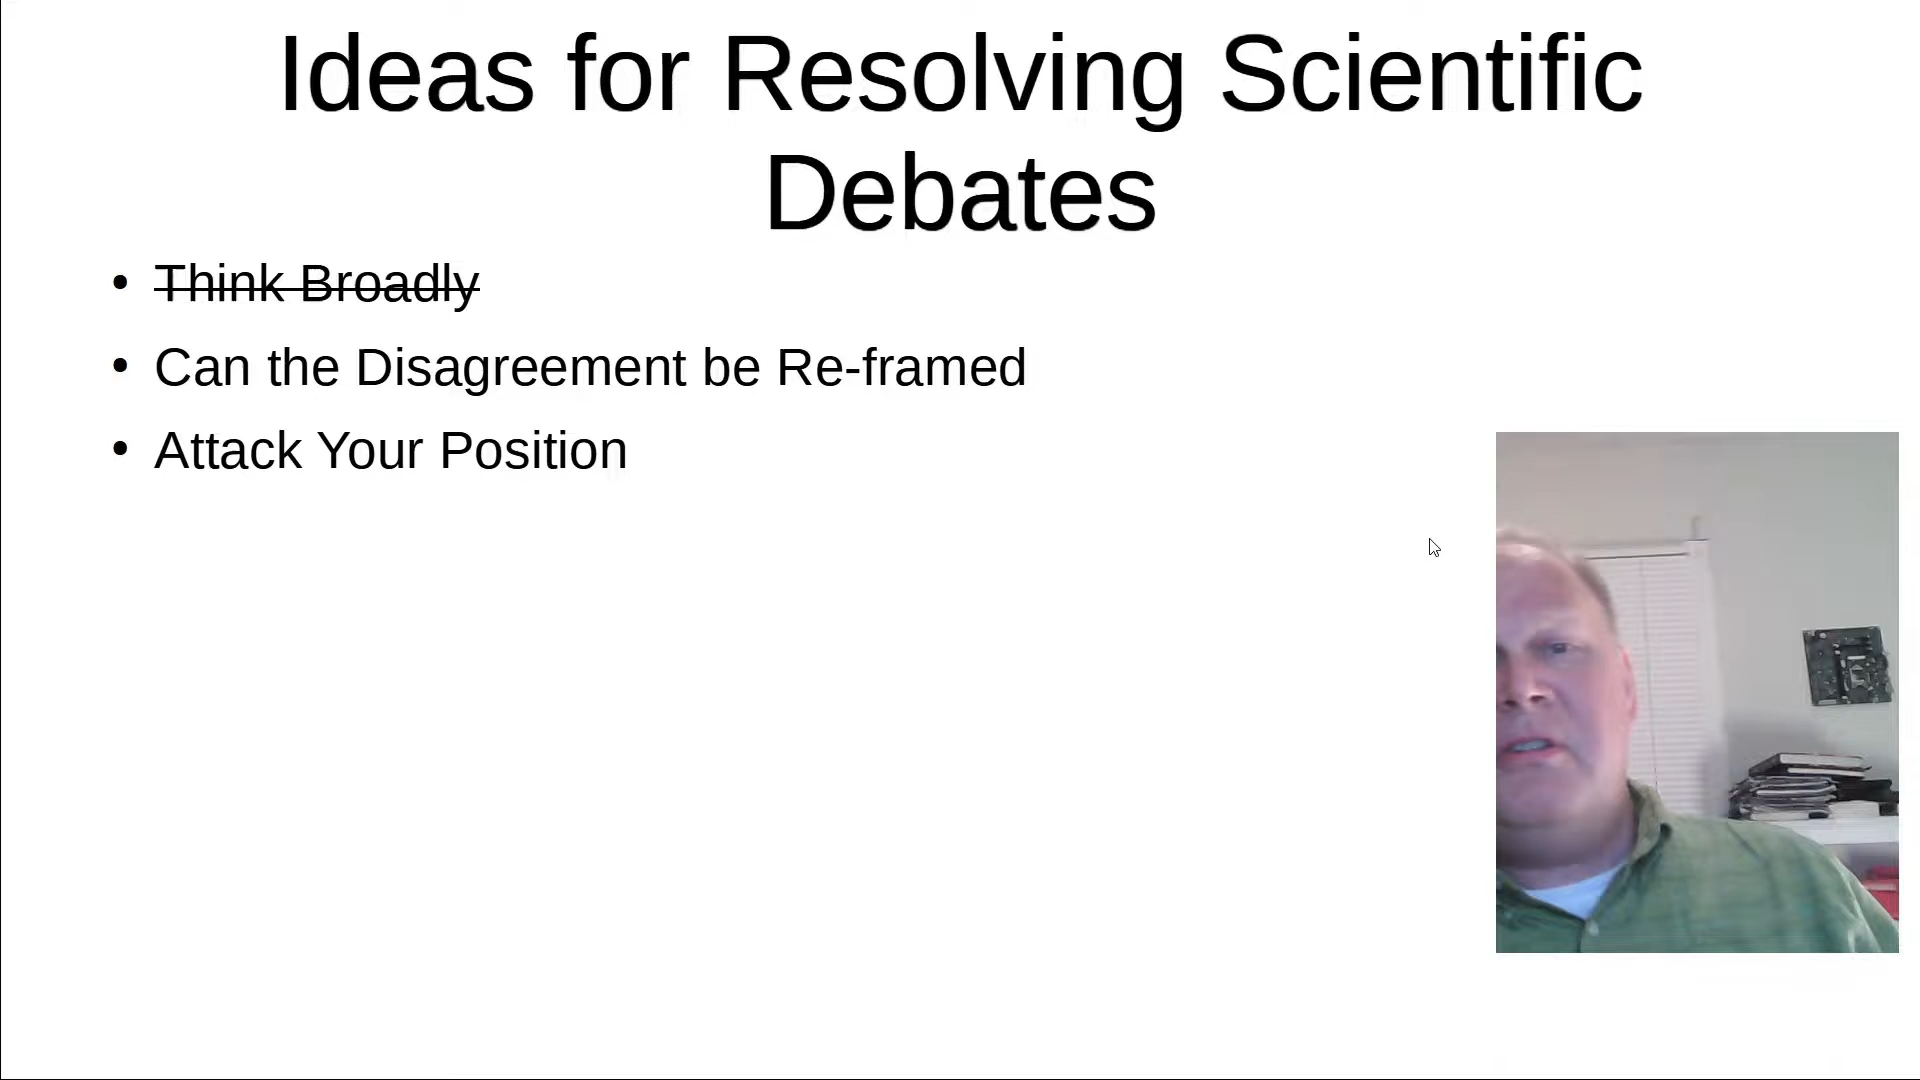 Ideas for Resolving Scientific
Debates
Think Broadly
Can the Disagreement be Re-framed
Attack Your Position